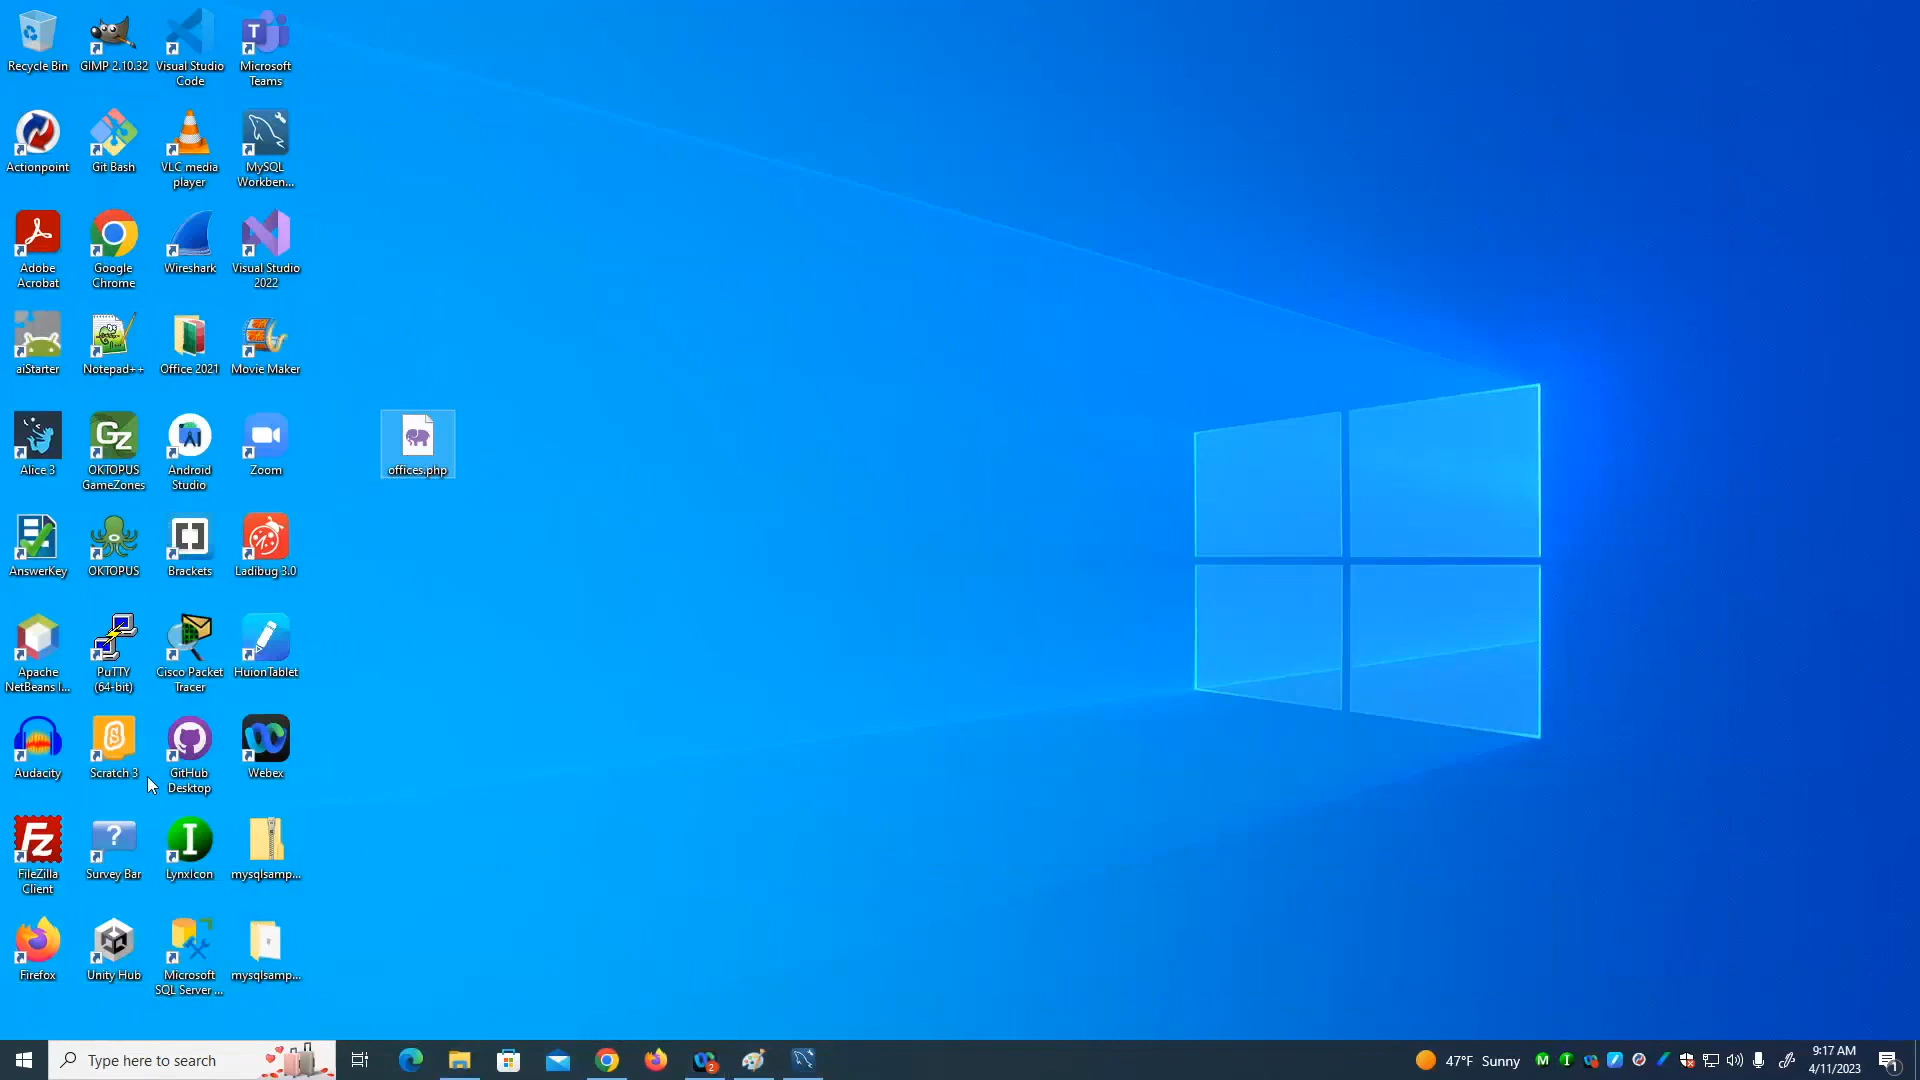 Recycle Bin
GIMP 2.10.32
Visual Studio
Code
Microsoft
Teams
Actionpoint
Git Bash
VLC media
player
MySQL
Workben...
Adobe
Acrobat
Google
Chrome
Wireshark
Visual Studio
2022
aiStarter
Notepad++
Office 2021
Movie Maker
Alice 3
OKTOPUS
GameZones
Android
Studio
Zoom
offices.php
AnswerKey
OKTOPUS
Brackets
Ladibug 3.0
Apache
NetBeans I...
PuTTY
(64-bit)
Cisco Packet
Tracer
HuionTablet
Audacity
Scratch 3
GitHub
Desktop
Webex
FileZilla
Client
Survey Bar
LynxIcon
mysqlsamp...
Firefox
Unity Hub
Microsoft
SQL Server ...
mysqlsamp...
Type here to search
2
47°F Sunny
9:17 AM
4/11/2023
1